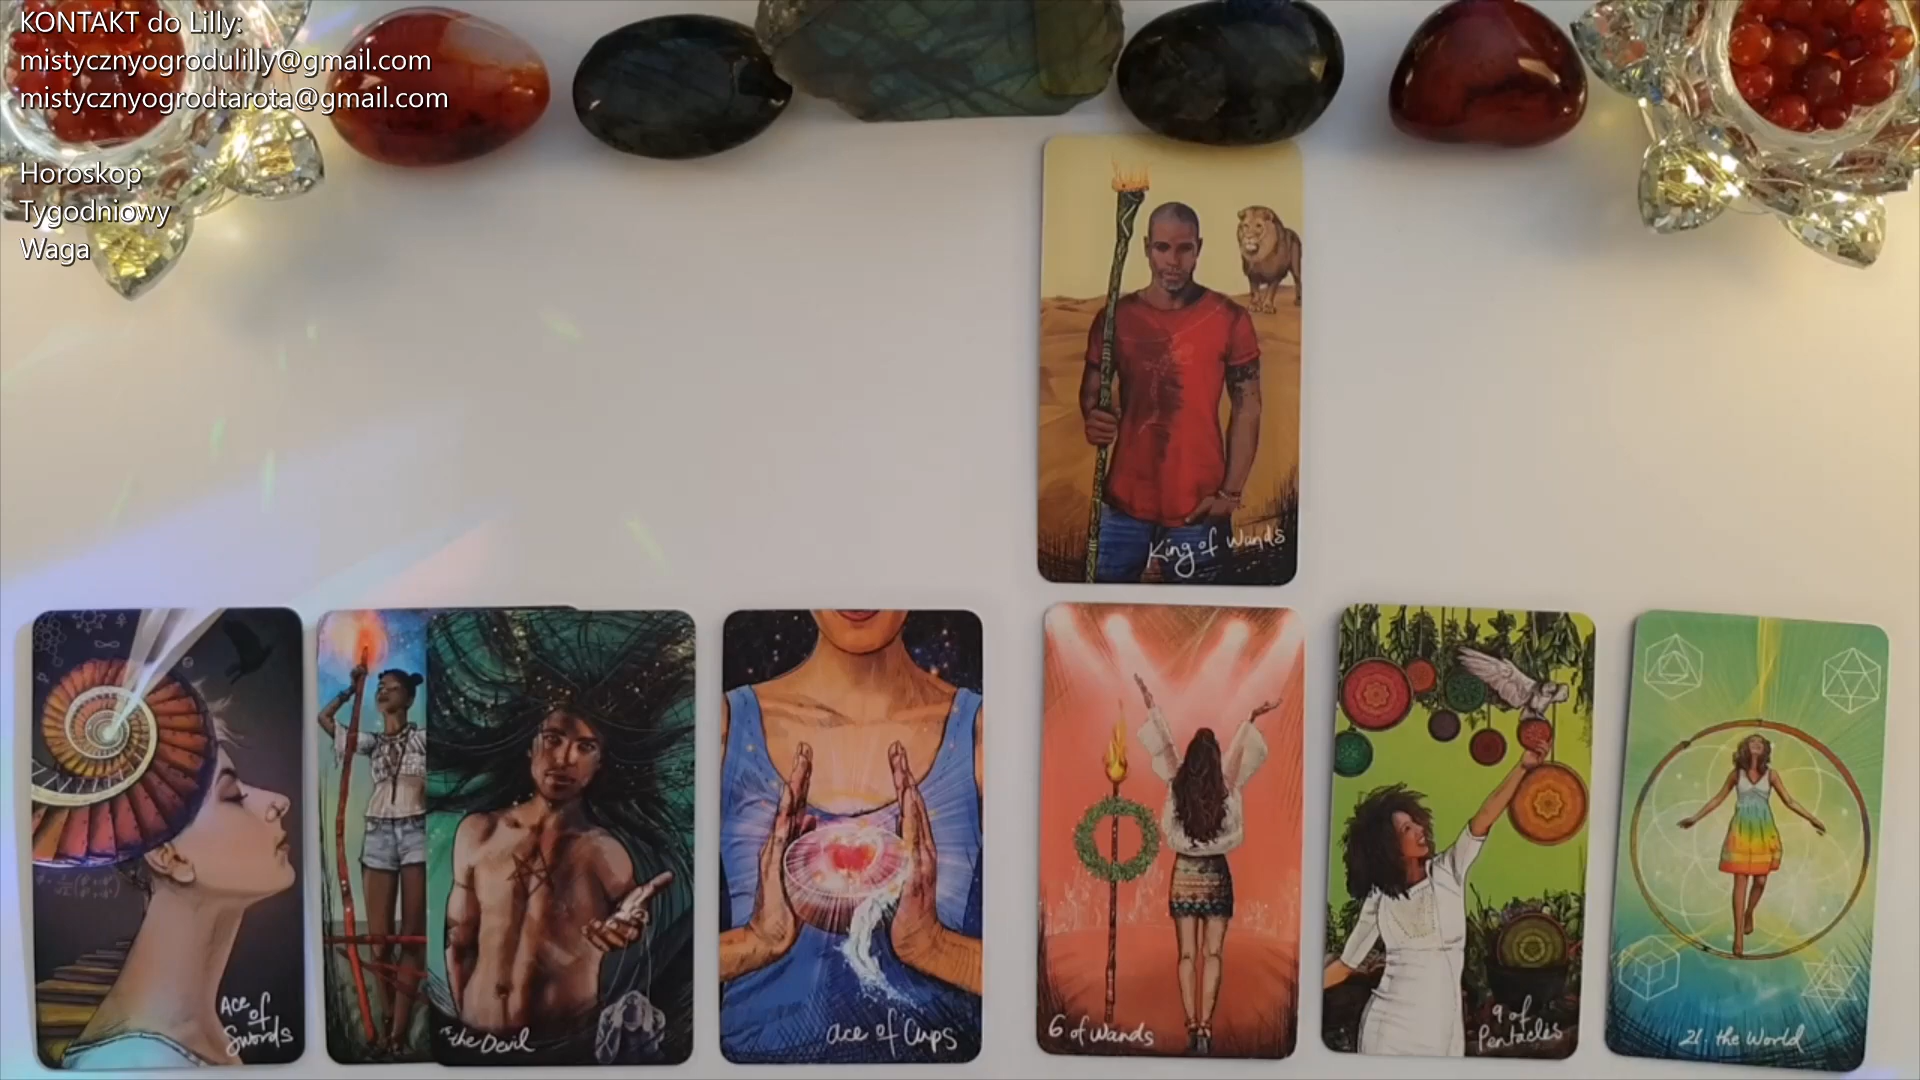 KONTAKT do Lilly:
mistycznyogrodulilly@gmail.com
mistycznyogrodtarota@gmail.com
Horoskop
Tygodniowy
Waga
King of Wands
Ace
of
Swords
15 the Devil
ace of Cups
6 of Wands
9 of
Pentacles
21. the World